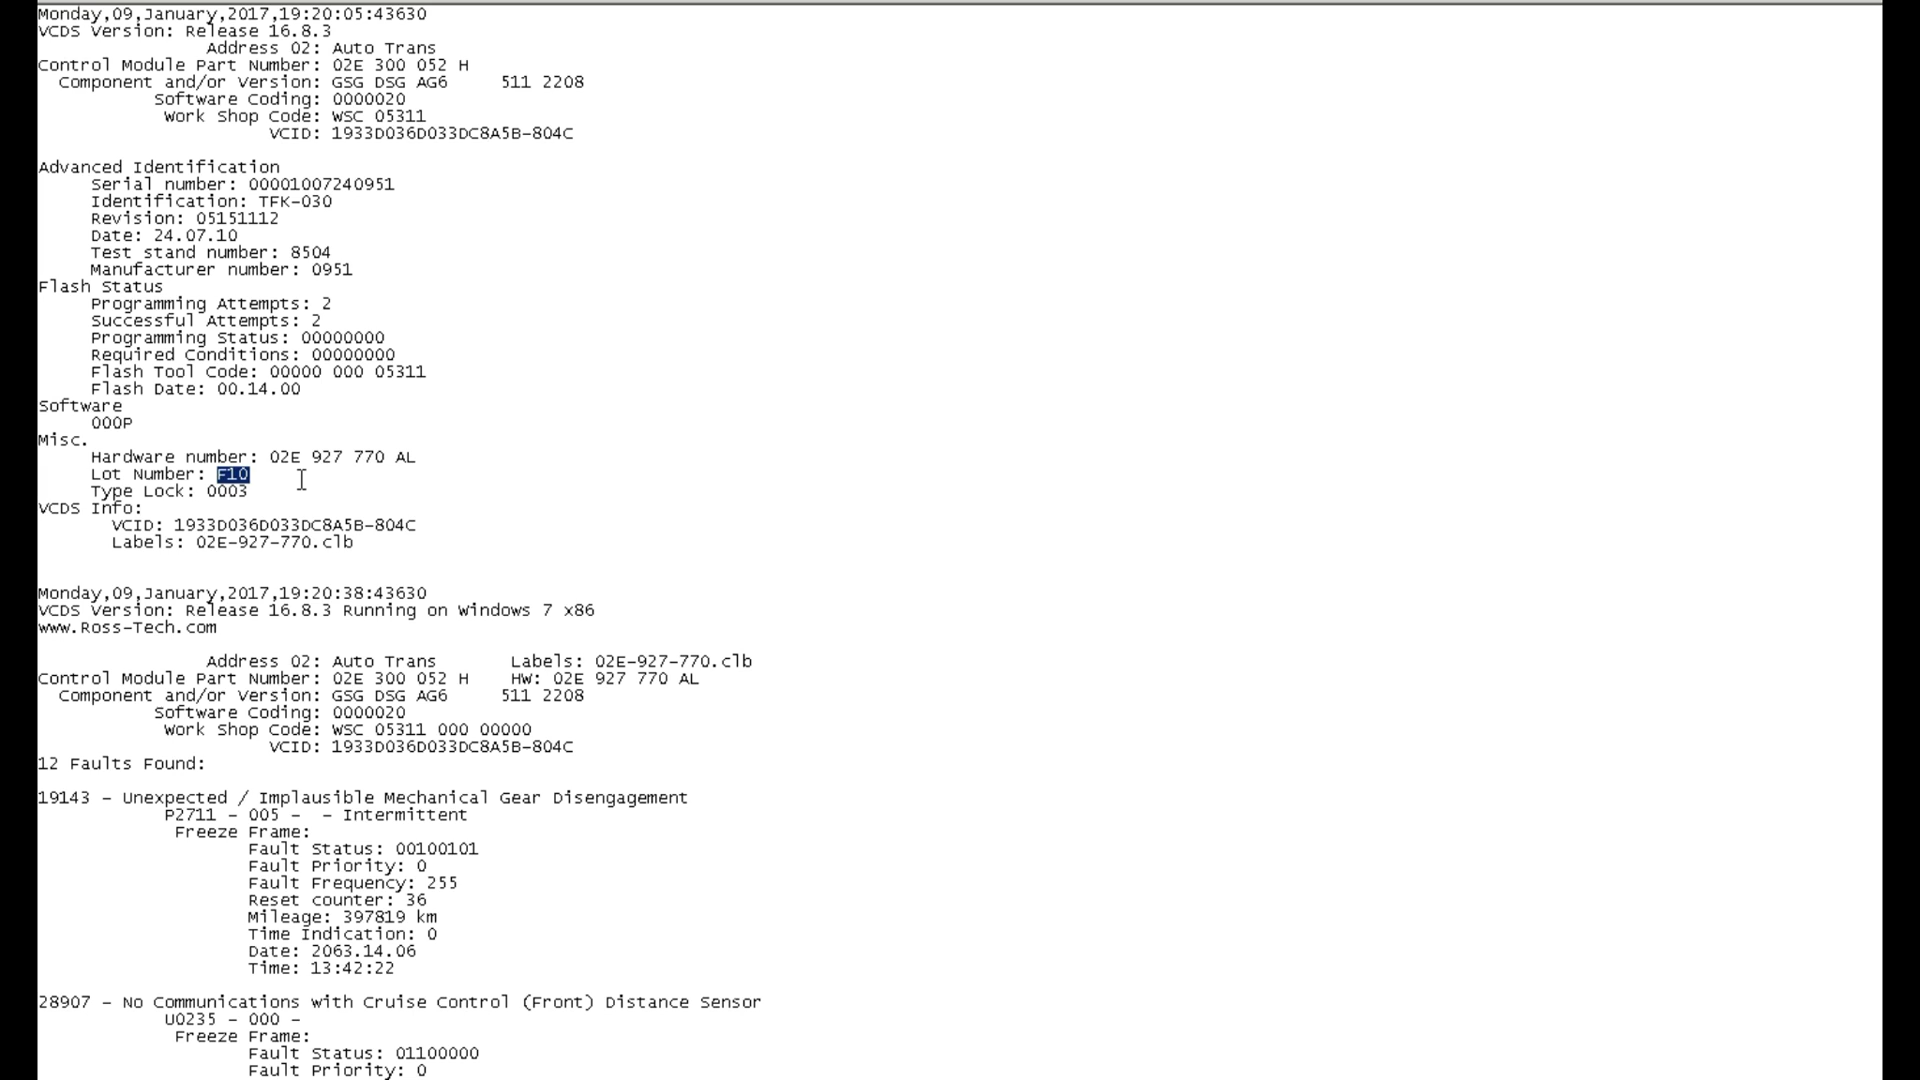 Monday,09,January,2017,19:20:05:43630
VCDS Version: Release 16.8.3
Address 02: Auto Trans
Control Module Part Number: 02E 300 052 H
Component and/or Version: GSG DSG AG6     511 2208
Software Coding: 0000020
Work Shop Code: WSC 05311
VCID: 1933D036D033DC8A5B-804C
Advanced Identification
Serial number: 00001007240951
Identification: TFK-030
Revision: 05151112
Date: 24.07.10
Test stand number: 8504
Manufacturer number: 0951
Flash Status
Programming Attempts: 2
Successful Attempts: 2
Programming Status: 00000000
Required Conditions: 00000000
Flash Tool Code: 00000 000 05311
Flash Date: 00.14.00
Software
000P
Misc.
Hardware number: 02E 927 770 AL
Lot Number: F10
Type Lock: 0003
VCDS Info:
VCID: 1933D036D033DC8A5B-804C
Labels: 02E-927-770.clb
Monday,09,January,2017,19:20:38:43630
VCDS Version: Release 16.8.3 Running on Windows 7 x86
www.Ross-Tech.com
Address 02: Auto Trans       Labels: 02E-927-770.clb
Control Module Part Number: 02E 300 052 H    HW: 02E 927 770 AL
Component and/or Version: GSG DSG AG6     511 2208
Software Coding: 0000020
Work Shop Code: WSC 05311 000 00000
VCID: 1933D036D033DC8A5B-804C
12 Faults Found:
19143 - Unexpected / Implausible Mechanical Gear Disengagement
P2711 - 005 -  - Intermittent
Freeze Frame:
Fault Status: 00100101
Fault Priority: 0
Fault Frequency: 255
Reset counter: 36
Mileage: 397819 km
Time Indication: 0
Date: 2063.14.06
Time: 13:42:22
28907 - No Communications with Cruise Control (Front) Distance Sensor
U0235 - 000 -
Freeze Frame:
Fault Status: 01100000
Fault Priority: 0